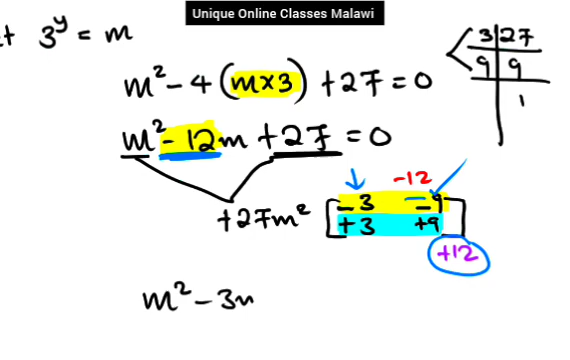 Unique Online Classes Malawi
t 3^y = m
3 | 27
9 | 9
1
m² - 4(m×3) + 27 = 0
m² - 12m + 27 = 0
-12
+27m² [-3 -9]
+3 +9
+12
m² - 3m